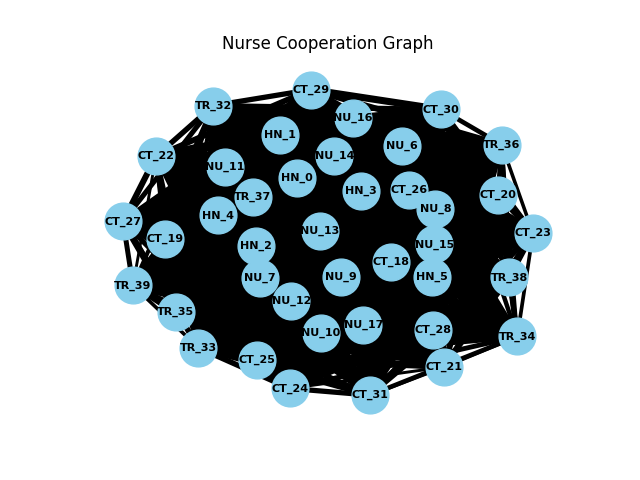 Nurse Cooperation Graph
CT_29
TR_32
CT_30
NU_16
HN_1
TR_36
NU_6
CT_22
NU_14
NU_11
HN_0
CT_26
HN_3
CT_20
TR_37
NU_8
HN_4
CT_27
NU_13
CT_23
CT_19
NU_15
HN_2
CT_18
NU_7
NU_9
HN_5
TR_38
TR_39
NU_12
TR_35
NU_17
CT_28
NU_10
TR_34
TR_33
CT_25
CT_21
CT_24
CT_31